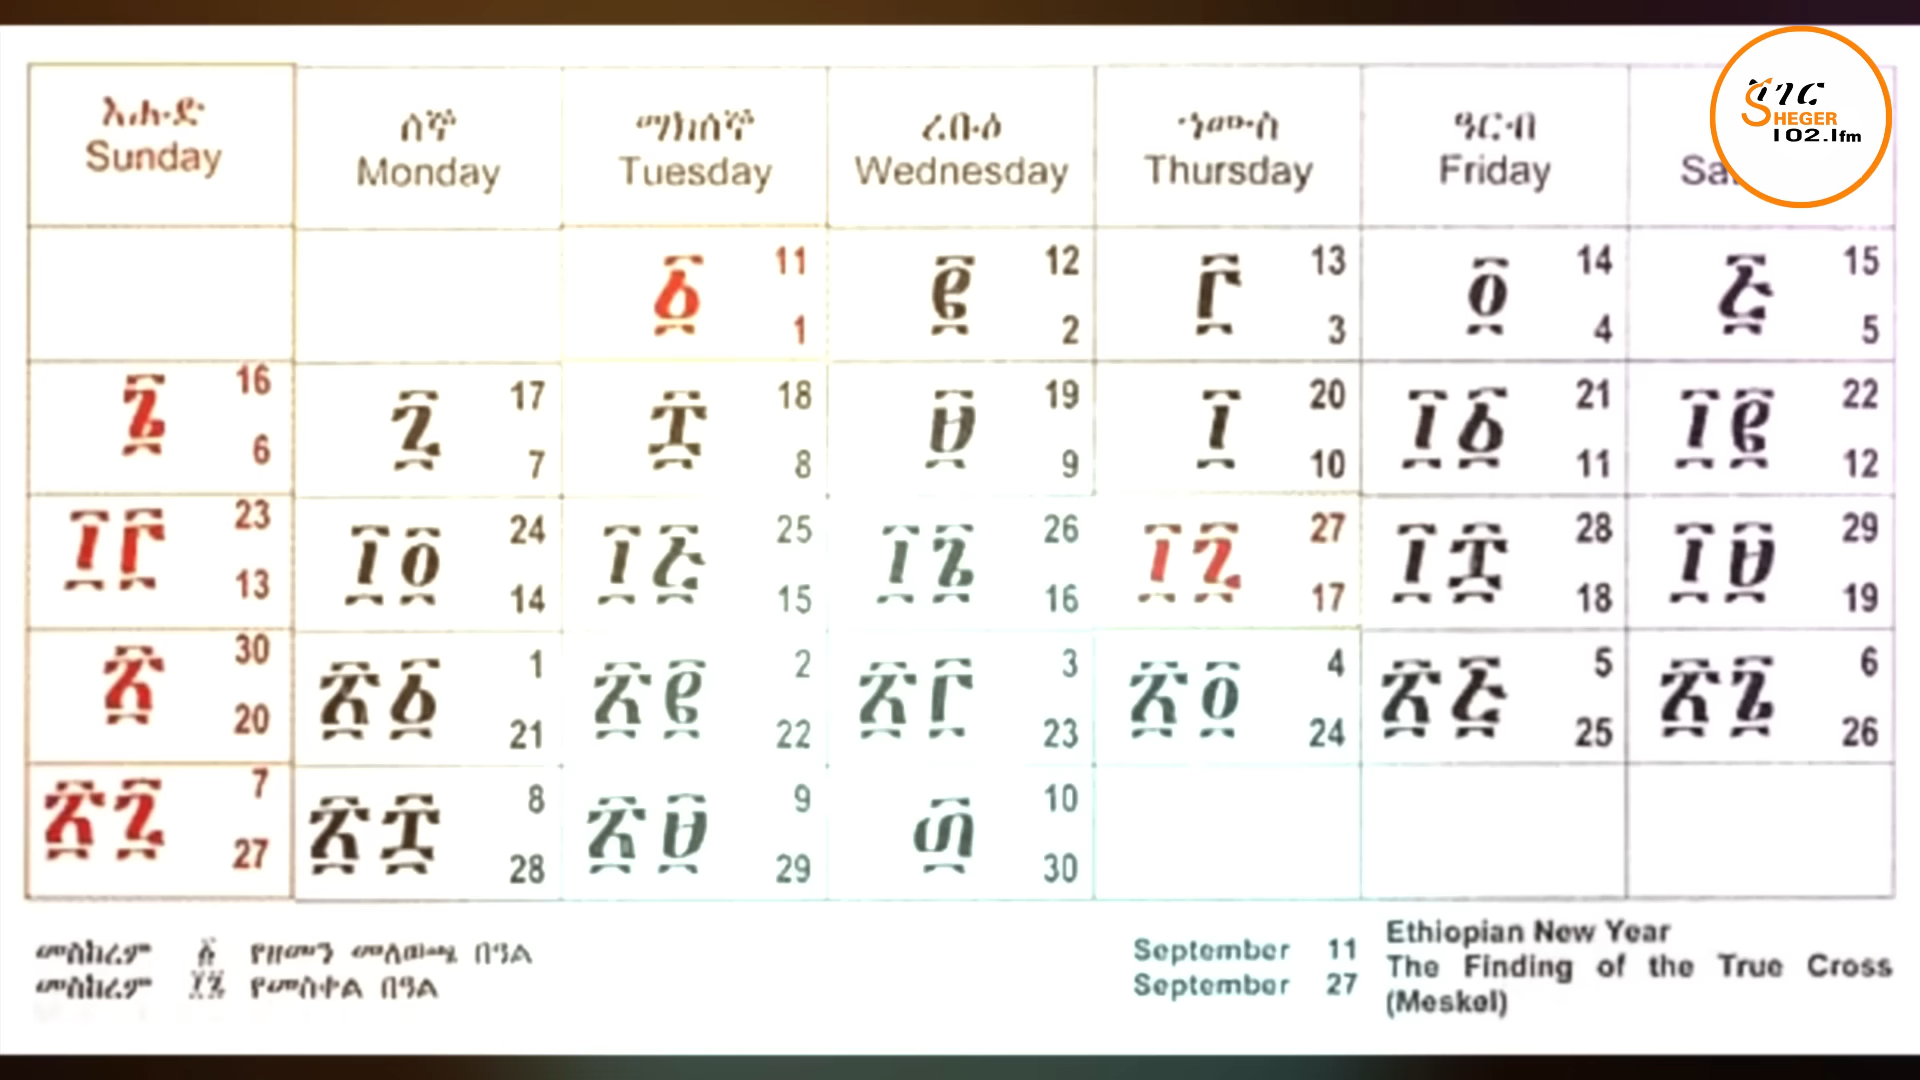 እሑድ ሰኞ ማክሰኞ ረቡዕ ኀሙስ ዓርብ
Sunday Monday Tuesday Wednesday Thursday Friday
ሸገር
SHEGER
102.1fm
፩ 11 ፪ 12 ፫ 13 ፬ 14 ፭ 15
1 2 3 4 5
፮ 16 ፯ 17 ፰ 18 ፱ 19 ፲ 20 ፲፩ 21 ፲፪ 22
6 7 8 9 10 11 12
፲፫ 23 ፲፬ 24 ፲፭ 25 ፲፮ 26 ፲፯ 27 ፲፰ 28 ፲፱ 29
13 14 15 16 17 18 19
፳ 30 ፳፩ 1 ፳፪ 2 ፳፫ 3 ፳፬ 4 ፳፭ 5 ፳፮ 6
20 21 22 23 24 25 26
፳፯ 7 ፳፰ 8 ፳፱ 9 ፴ 10
27 28 29 30
መስከረም ፩ የዘመን መለወጫ በዓል
መስከረም ፲፯ የመስቀል በዓል
September 11 Ethiopian New Year
September 27 The Finding of the True Cross
(Meskel)